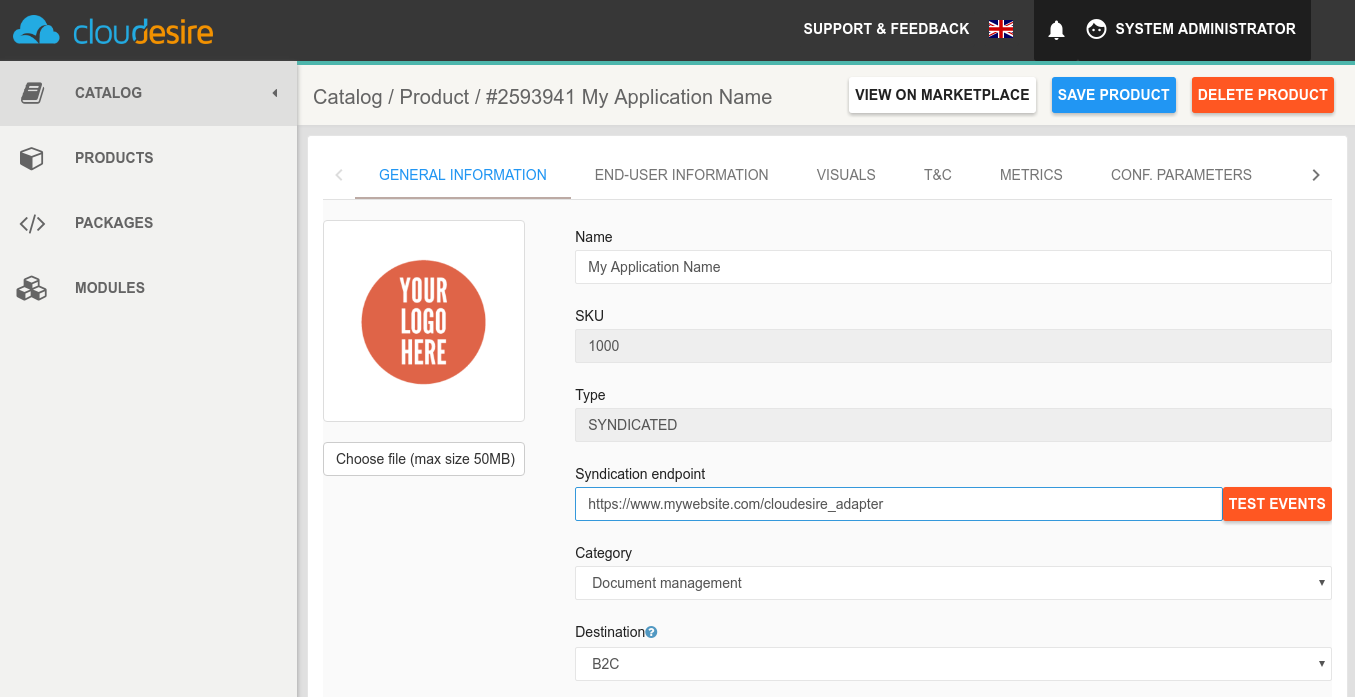 cloudesire
SUPPORT & FEEDBACK
SYSTEM ADMINISTRATOR
CATALOG
PRODUCTS
PACKAGES
MODULES
Catalog / Product / #2593941 My Application Name
VIEW ON MARKETPLACE
SAVE PRODUCT
DELETE PRODUCT
GENERAL INFORMATION
END-USER INFORMATION
VISUALS
T&C
METRICS
CONF. PARAMETERS
YOUR
LOGO
HERE
Choose file (max size 50MB)
Name
My Application Name
SKU
1000
Type
SYNDICATED
Syndication endpoint
https://www.mywebsite.com/cloudesire_adapter
TEST EVENTS
Category
Document management
Destination
B2C